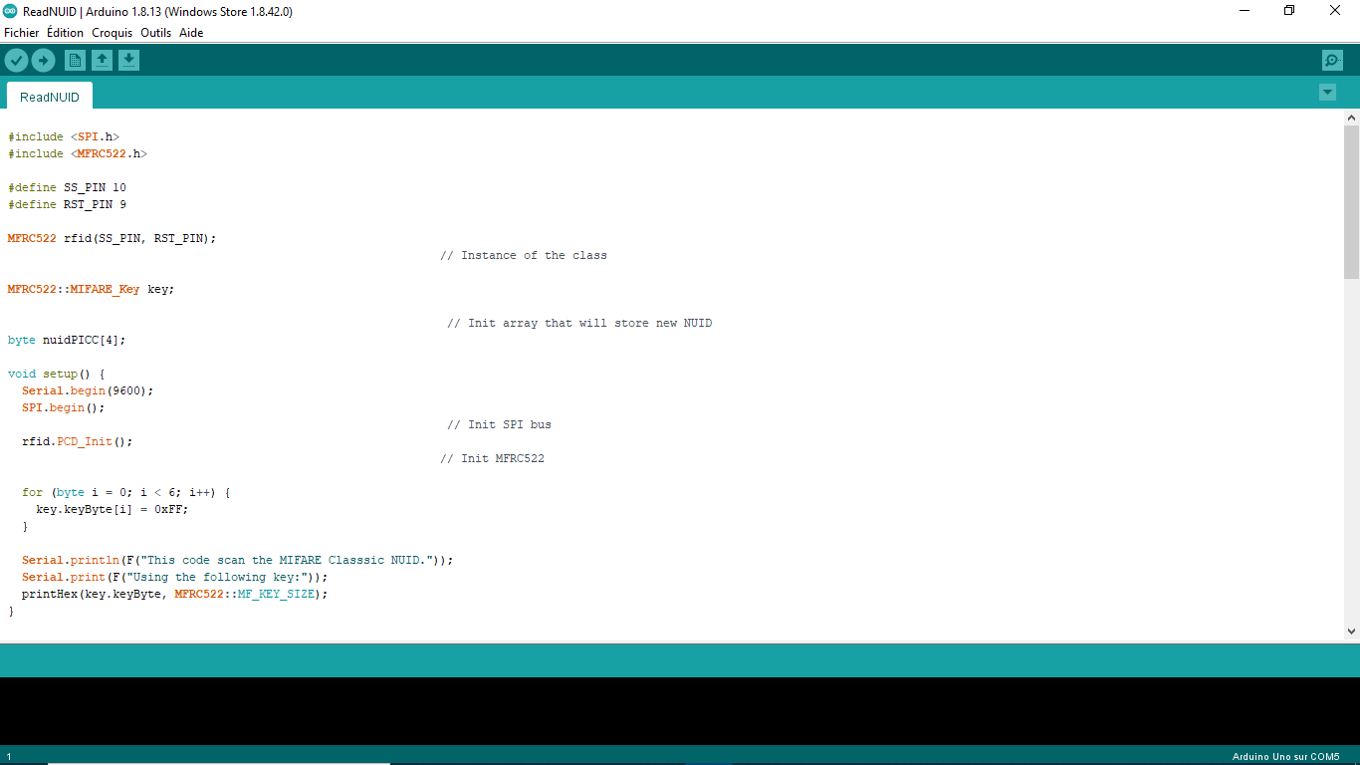 ReadNUID | Arduino 1.8.13 (Windows Store 1.8.42.0)
Fichier Édition Croquis Outils Aide
ReadNUID
#include <SPI.h>
#include <MFRC522.h>
#define SS_PIN 10
#define RST_PIN 9
MFRC522 rfid(SS_PIN, RST_PIN);
// Instance of the class
MFRC522::MIFARE_Key key;
// Init array that will store new NUID
byte nuidPICC[4];
void setup() {
Serial.begin(9600);
SPI.begin();
// Init SPI bus
rfid.PCD_Init();
// Init MFRC522
for (byte i = 0; i < 6; i++) {
key.keyByte[i] = 0xFF;
}
Serial.println(F("This code scan the MIFARE Classsic NUID."));
Serial.print(F("Using the following key:"));
printHex(key.keyByte, MFRC522::MF_KEY_SIZE);
}
1
Arduino Uno sur COM5